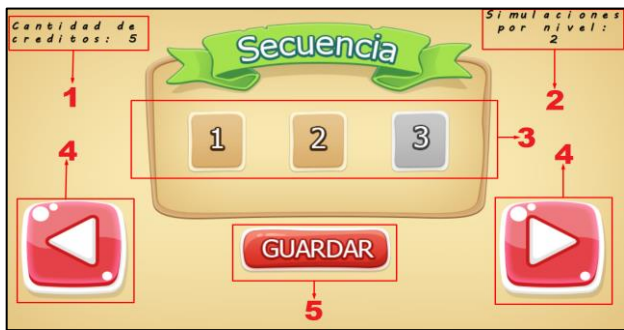 Cantidad de
creditos: 5
Simulaciones
por nivel:
2
Secuencia
1
2
1 2 3
3
4
4
GUARDAR
5